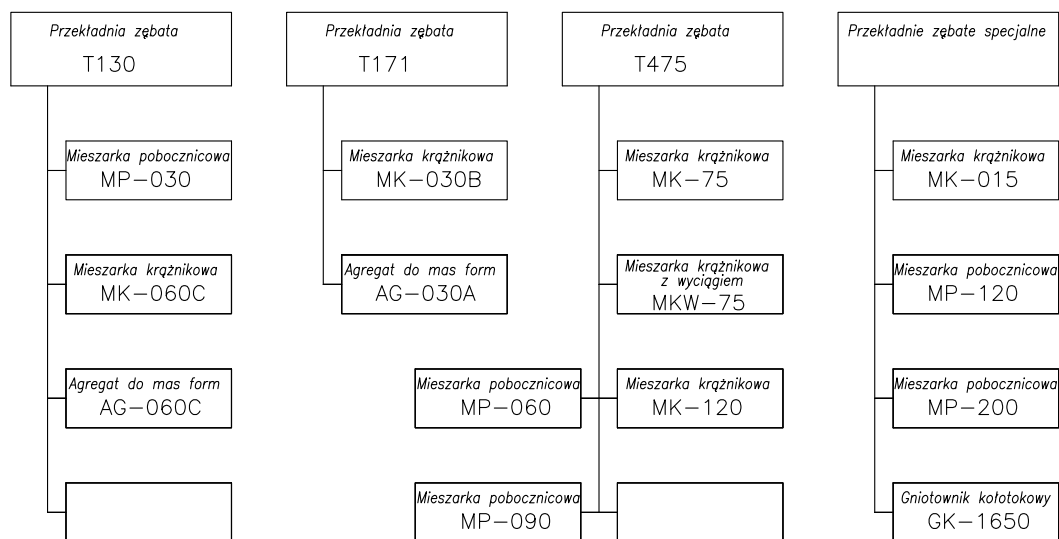 Przekładnia zębata
T130
Mieszarka pobocznicowa
MP-030
Mieszarka krążnikowa
MK-060C
Agregat do mas form
AG-060C
Przekładnia zębata
T171
Mieszarka krążnikowa
MK-030B
Agregat do mas form
AG-030A
Przekładnia zębata
T475
Mieszarka krążnikowa
MK-75
Mieszarka krążnikowa
z wyciągiem
MKW-75
Mieszarka pobocznicowa
MP-060
Mieszarka krążnikowa
MK-120
Mieszarka pobocznicowa
MP-090
Przekładnie zębate specjalne
Mieszarka krążnikowa
MK-015
Mieszarka pobocznicowa
MP-120
Mieszarka pobocznicowa
MP-200
Gniotownik kołotokowy
GK-1650